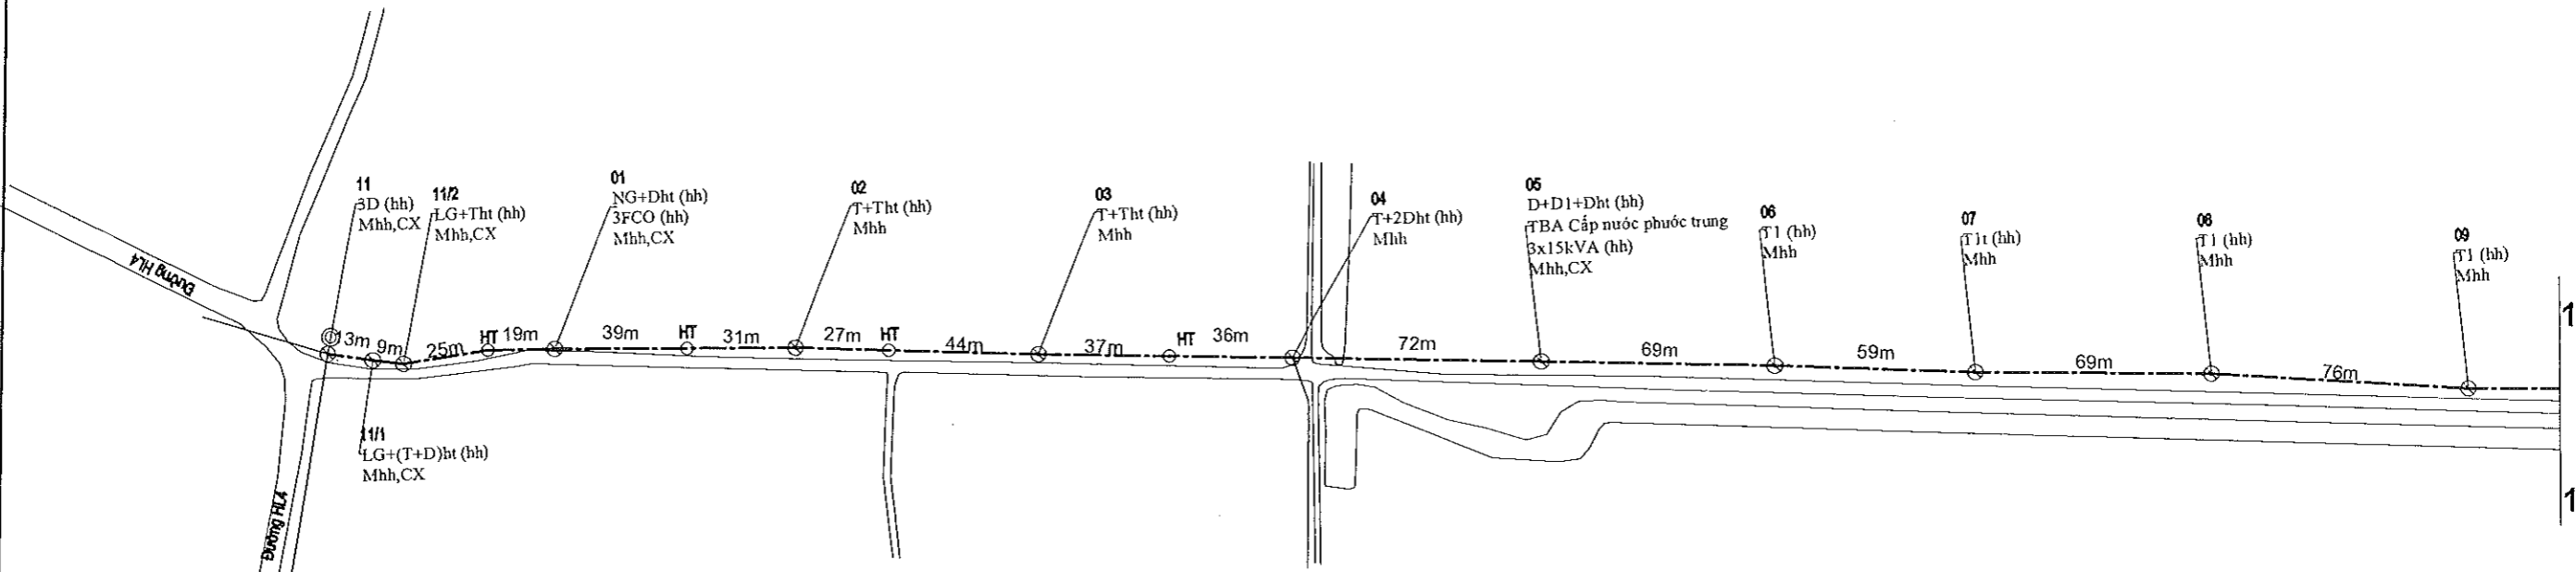 11
3D (hh)
Mhh,CX
11/2
LG+Tht (hh)
Mhh,CX
01
NG+Dht (hh)
3FCO (hh)
Mhh,CX
02
T+Tht (hh)
Mhh
03
T+Tht (hh)
Mhh
04
T+2Dht (hh)
Mhh
05
D+D1+Dht (hh)
TBA Cấp nước phước trung
3x15kVA (hh)
Mhh,CX
06
T1 (hh)
Mhh
07
T1t (hh)
Mhh
08
T1 (hh)
Mhh
09
T1 (hh)
Mhh
Đường HL4
13m
9m
25m
HT
19m
39m
HT
31m
27m
HT
44m
37m
HT
36m
72m
69m
59m
69m
76m
1
11/1
LG+(T+D)ht (hh)
Mhh,CX
Đường HL4
1